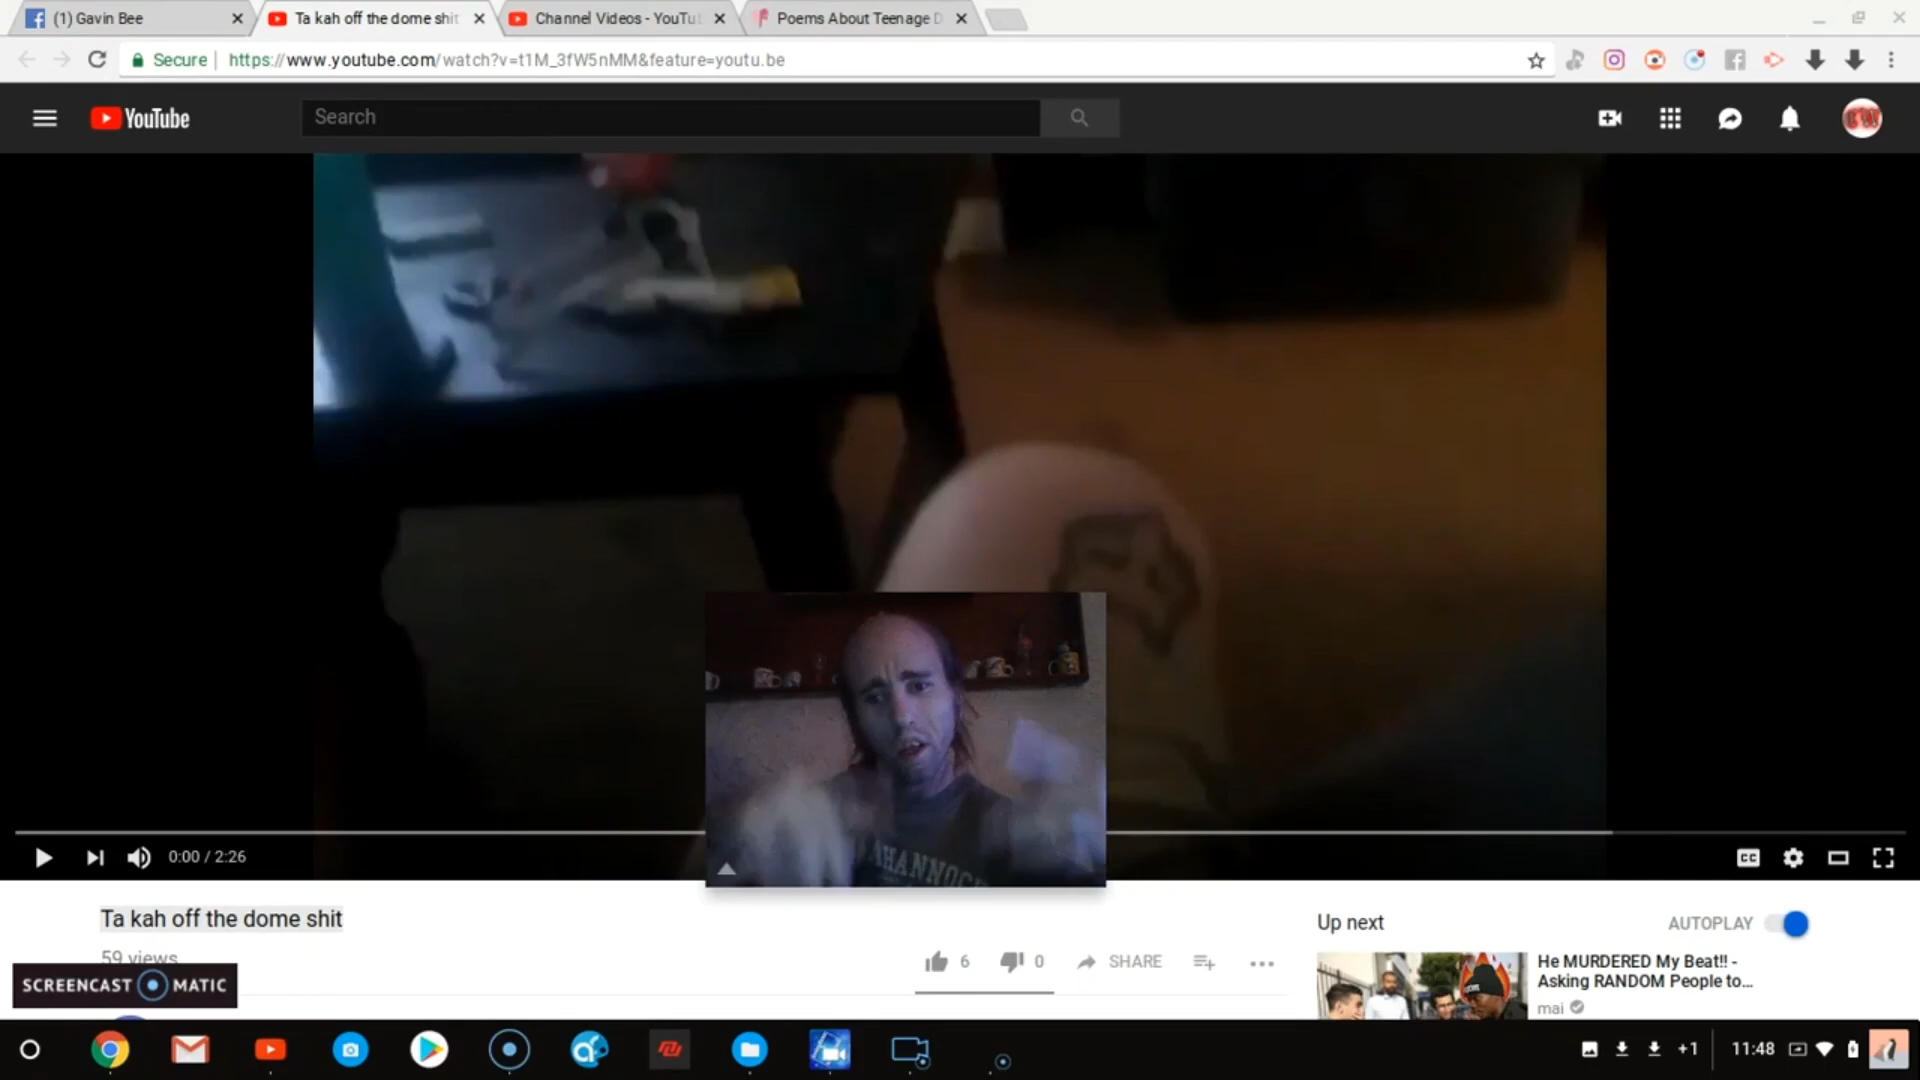 (1) Gavin Bee
Ta kah off the dome shit
Channel Videos - YouTu
Poems About Teenage D
Secure
https://www.youtube.com/watch?v=t1M_3fW5nMM&feature=youtu.be
YouTube
Search
AHANNOC
0:00 / 2:26
CC
Ta kah off the dome shit
59 views
6
0
SHARE
Up next
AUTOPLAY
He MURDERED My Beat!! -
Asking RANDOM People to...
mai
SCREENCAST MATIC
+1
11:48